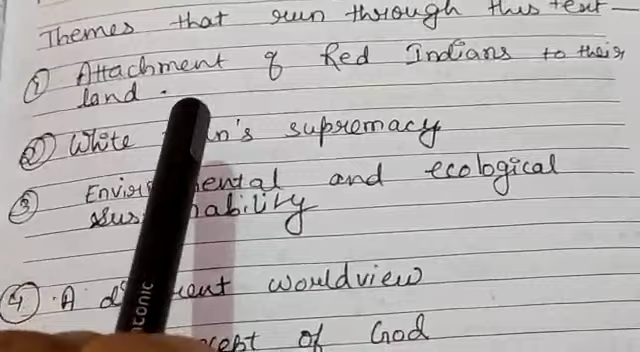 Themes that run through this text—
① Attachment of Red Indians to their
land.
② White 's supremacy
③ and ecological
④ A worldview
of God
conic